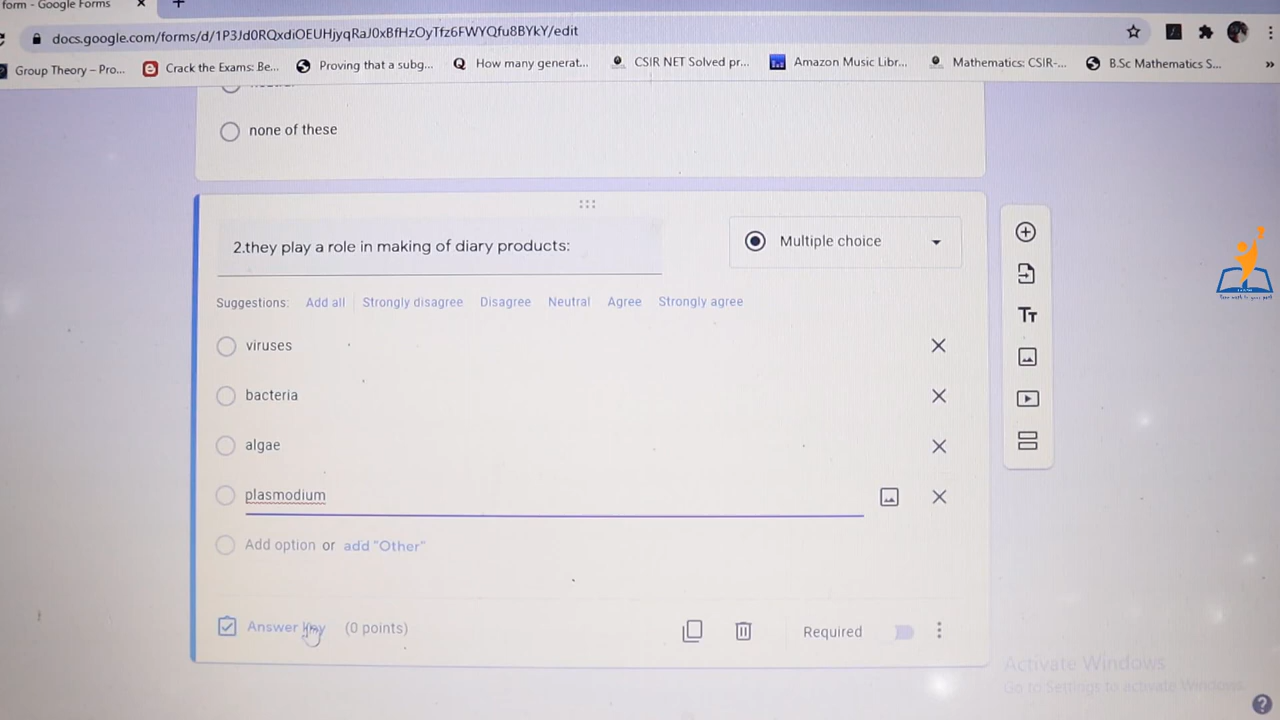 form - Google Forms
docs.google.com/forms/d/1P3Jd0RQxdiOEUHjyqRaJ0xBfHzOyTfz6FWYQfu8BYkY/edit
Group Theory – Pro...
Crack the Exams: Be...
Proving that a subg...
How many generat...
CSIR NET Solved pr...
Amazon Music Libr...
Mathematics: CSIR-...
B.Sc Mathematics S...
none of these
2.they play a role in making of diary products:
Multiple choice
Suggestions: Add all Strongly disagree Disagree Neutral Agree Strongly agree
viruses
bacteria
algae
plasmodium
Add option or add "Other"
Answer key (0 points)
Required
Activate Windows
Go to Settings to activate Windows.